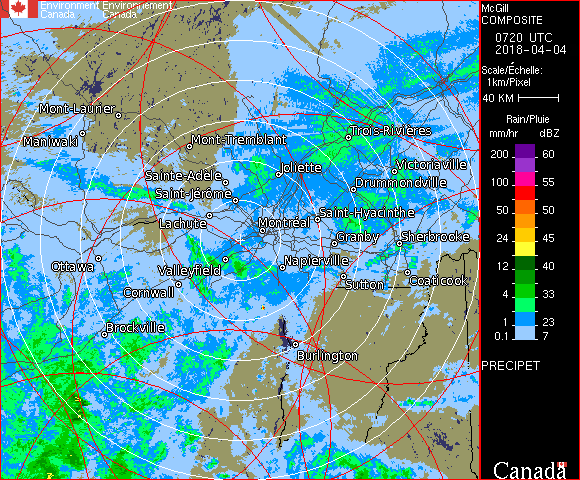 Environment Environnement
Canada Canada
McGill
COMPOSITE
0720 UTC
2018-04-04
Scale/Échelle:
1km/Pixel
40 KM
Rain/Pluie
mm/hr dBZ
200 60
100 55
50 50
24 45
12 40
4 33
1 23
0.1 7
PRECIPET
Canada
Mont-Laurier
Maniwaki
Mont-Tremblant
Trois-Rivières
Joliette
Victoriaville
Sainte-Adèle
Drummondville
Saint-Jérôme
Saint-Hyacinthe
Lachute
Montréal
Granby
Sherbrooke
Ottawa
Valleyfield
Napierville
Coaticook
Sutton
Cornwall
Brockville
Burlington